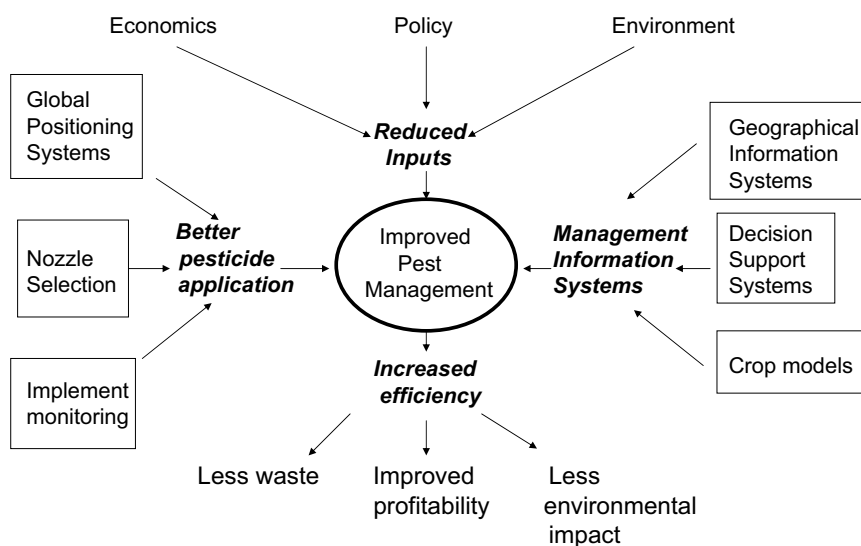 Economics
Policy
Environment
Global
Positioning
Systems
Reduced
Inputs
Geographical
Information
Systems
Nozzle
Selection
Better
pesticide
application
Improved
Pest
Management
Management
Information
Systems
Decision
Support
Systems
Implement
monitoring
Increased
efficiency
Crop models
Less waste
Improved
profitability
Less
environmental
impact